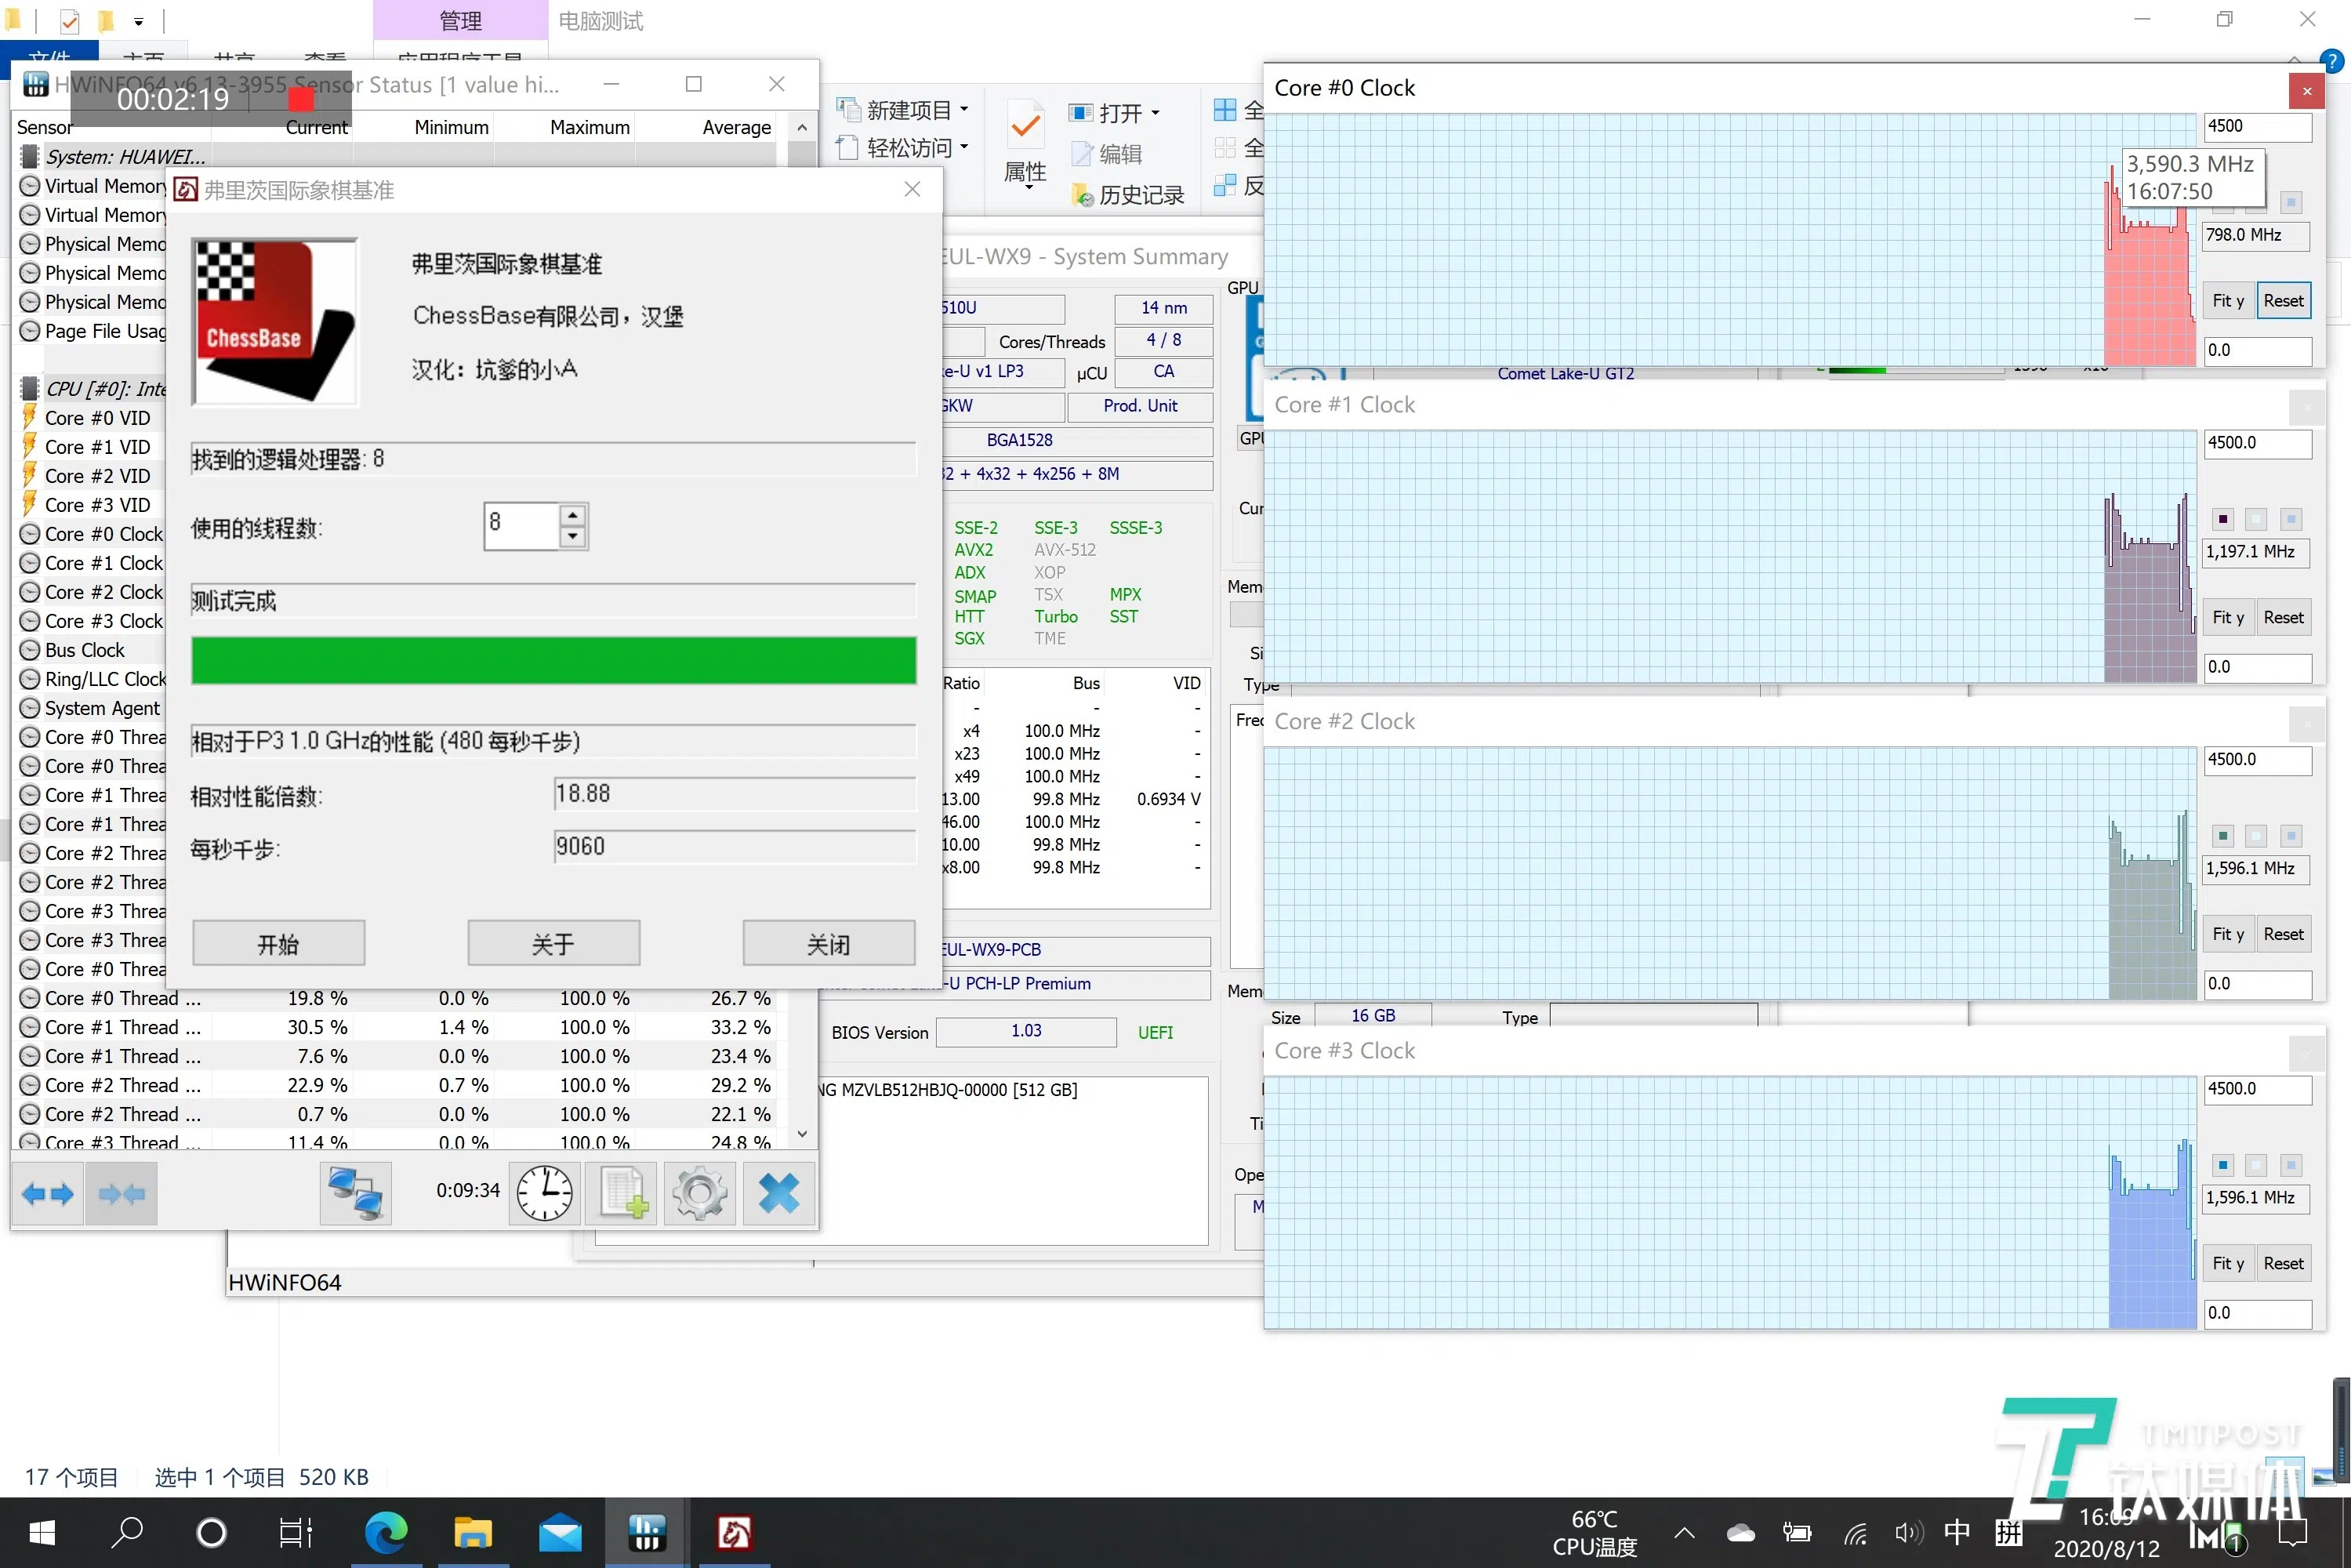 管理
电脑测试
文件
主页
共享
查看
应用程序工具
HWiNFO64 v6.13-3955 Sensor Status [1 value hi...
00:02:19
Sensor Current Minimum Maximum Average
System: HUAWEI...
Virtual Memory
Virtual Memory
Physical Memo
Physical Memo
Physical Memo
Page File Usag
CPU [#0]: Inte
Core #0 VID
Core #1 VID
Core #2 VID
Core #3 VID
Core #0 Clock
Core #1 Clock
Core #2 Clock
Core #3 Clock
Bus Clock
Ring/LLC Clock
System Agent
Core #0 Threa
Core #0 Threa
Core #1 Threa
Core #1 Threa
Core #2 Threa
Core #2 Threa
Core #3 Threa
Core #3 Threa
Core #0 Threa
Core #0 Thread ... 19.8 % 0.0 % 100.0 % 26.7 %
Core #1 Thread ... 30.5 % 1.4 % 100.0 % 33.2 %
Core #1 Thread ... 7.6 % 0.0 % 100.0 % 23.4 %
Core #2 Thread ... 22.9 % 0.7 % 100.0 % 29.2 %
Core #2 Thread ... 0.7 % 0.0 % 100.0 % 22.1 %
Core #3 Thread ... 11.4 % 0.0 % 100.0 % 24.8 %
0:09:34
HWiNFO64
弗里茨国际象棋基准
ChessBase
弗里茨国际象棋基准
ChessBase有限公司，汉堡
汉化：坑爹的小A
找到的逻辑处理器: 8
使用的线程数: 8
测试完成
相对于P3 1.0 GHz的性能 (480 每秒千步)
相对性能倍数: 18.88
每秒千步: 9060
开始 关于 关闭
新建项目
轻松访问
属性
打开
编辑
历史记录
全
全
反
EUL-WX9 - System Summary
510U 14 nm
Cores/Threads 4 / 8
ke-U v1 LP3 µCU CA
GKW Prod. Unit
BGA1528
32 + 4x32 + 4x256 + 8M
SSE-2 SSE-3 SSSE-3
AVX2 AVX-512
ADX XOP
SMAP TSX MPX
HTT Turbo SST
SGX TME
Ratio Bus VID
- - -
x4 100.0 MHz -
x23 100.0 MHz -
x49 100.0 MHz -
13.00 99.8 MHz 0.6934 V
46.00 100.0 MHz -
10.00 99.8 MHz -
x8.00 99.8 MHz -
EUL-WX9-PCB
-U PCH-LP Premium
BIOS Version 1.03 UEFI
NG MZVLB512HBJQ-00000 [512 GB]
GPU
Comet Lake-U GT2
GPU
Cur
Mem
Si
Type
Freq
Mem
Size 16 GB Type
Ti
Ope
M
Core #0 Clock
4500
3,590.3 MHz
16:07:50
798.0 MHz
Fit y Reset
0.0
Core #1 Clock
4500.0
1,197.1 MHz
Fit y Reset
0.0
Core #2 Clock
4500.0
1,596.1 MHz
Fit y Reset
0.0
Core #3 Clock
4500.0
1,596.1 MHz
Fit y Reset
0.0
17 个项目 选中 1 个项目 520 KB
TMTPOST
钛媒体
66℃
CPU温度
中
拼
16:09
2020/8/12
1